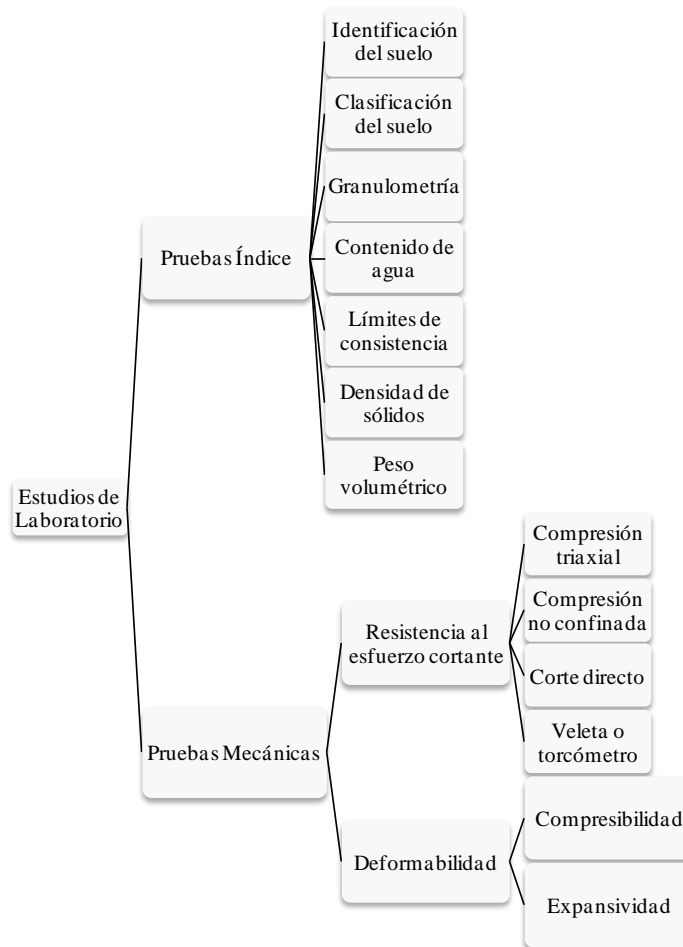 Identificación
del suelo
Clasificación
del suelo
Granulometría
Pruebas Índice
Contenido de
agua
Límites de
consistencia
Densidad de
sólidos
Peso
volumétrico
Estudios de
Laboratorio
Compresión
triaxial
Compresión
no confinada
Resistencia al
esfuerzo cortante
Corte directo
Veleta o
torcómetro
Pruebas Mecánicas
Compresibilidad
Deformabilidad
Expansividad